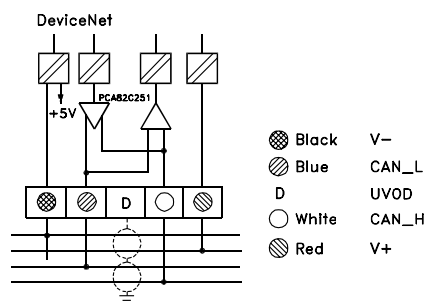 DeviceNet
PCA82C251
+5V
Black V-
Blue CAN_L
D UVOD
White CAN_H
Red V+
D